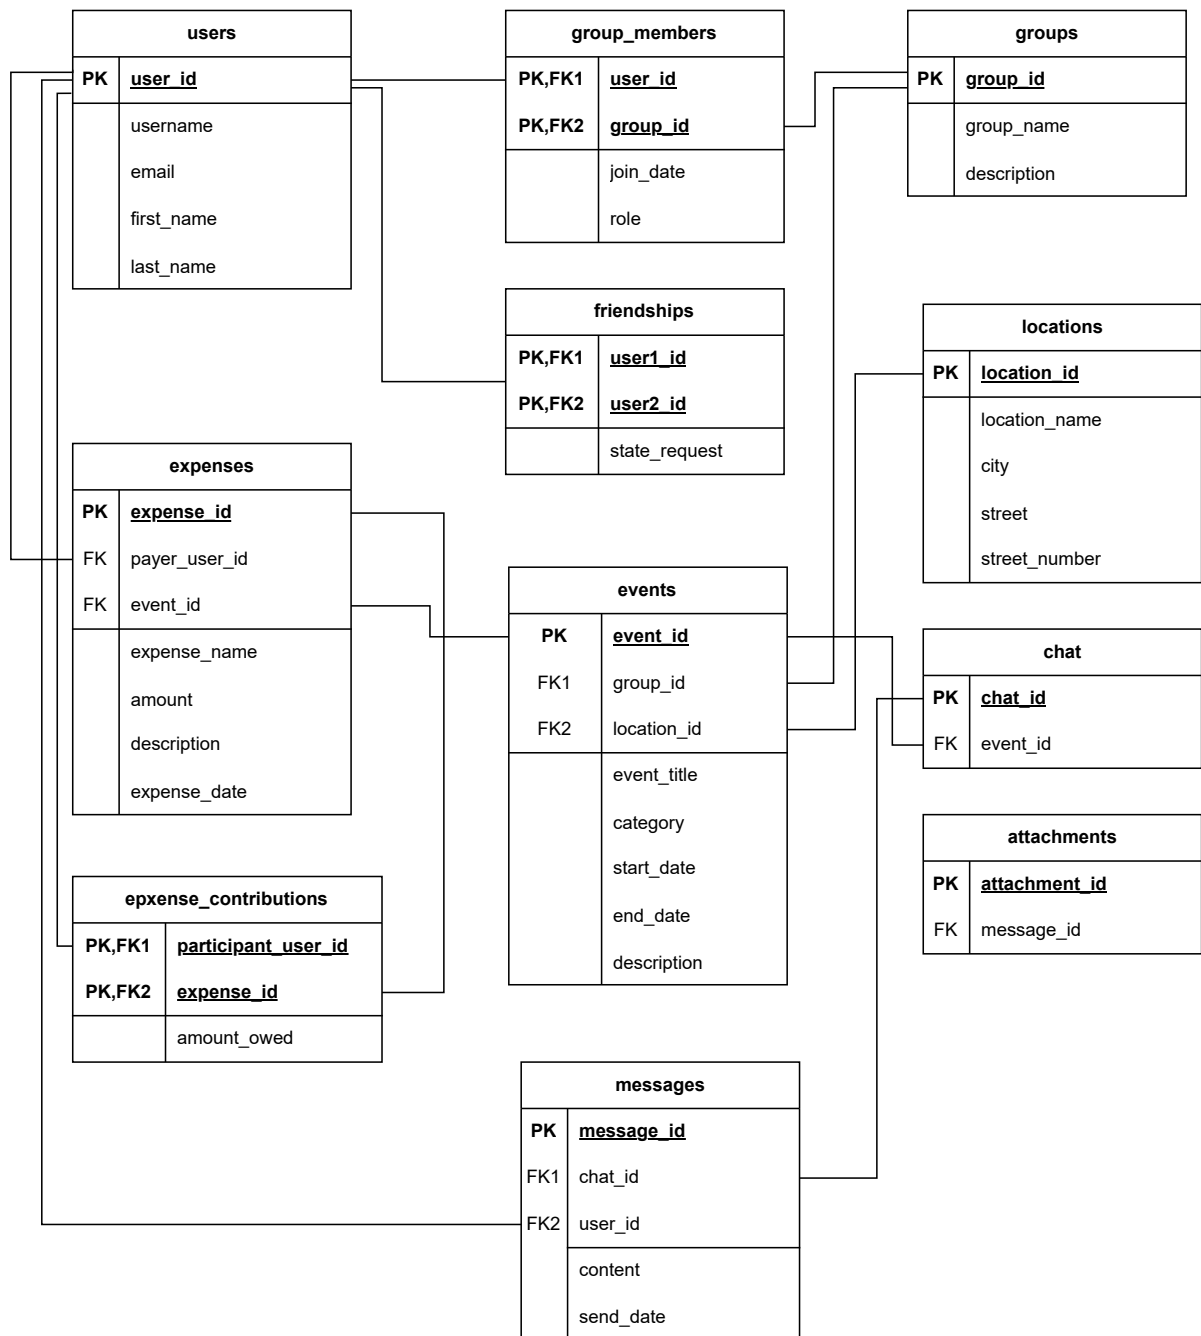 users
PK user_id
username
email
first_name
last_name
group_members
PK,FK1 user_id
PK,FK2 group_id
join_date
role
groups
PK group_id
group_name
description
friendships
PK,FK1 user1_id
PK,FK2 user2_id
state_request
locations
PK location_id
location_name
city
street
street_number
expenses
PK expense_id
FK payer_user_id
FK event_id
expense_name
amount
description
expense_date
events
PK event_id
FK1 group_id
FK2 location_id
event_title
category
start_date
end_date
description
chat
PK chat_id
FK event_id
attachments
PK attachment_id
FK message_id
epxense_contributions
PK,FK1 participant_user_id
PK,FK2 expense_id
amount_owed
messages
PK message_id
FK1 chat_id
FK2 user_id
content
send_date